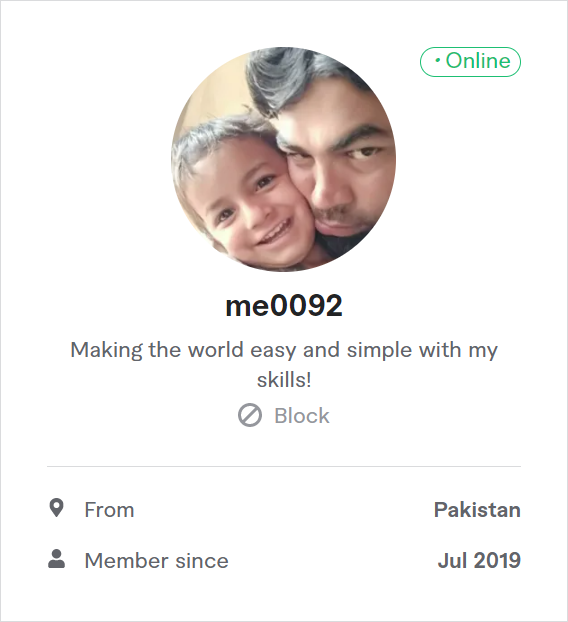 Online
me0092
Making the world easy and simple with my
skills!
Block
From Pakistan
Member since Jul 2019